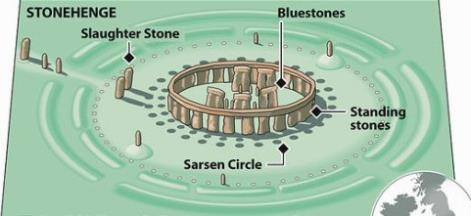 STONEHENGE
Bluestones
Slaughter Stone
Standing
stones
Sarsen Circle